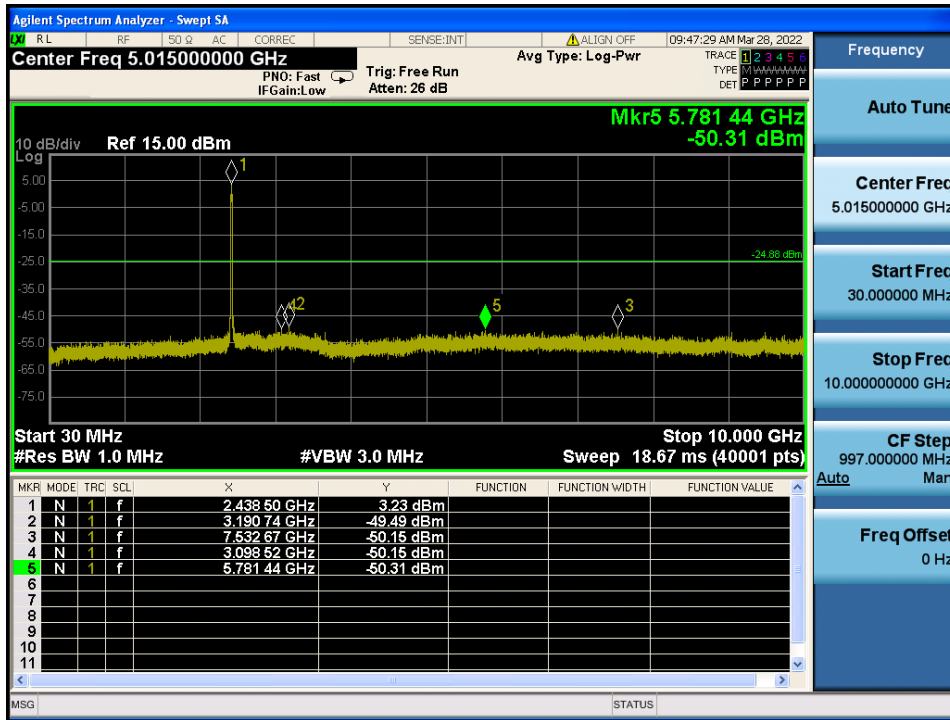 Agilent Spectrum Analyzer - Swept SA
LXI RL RF 50 Ω AC CORREC SENSE:INT ALIGN OFF 09:47:29 AM Mar 28, 2022
Center Freq 5.015000000 GHz
PNO: Fast
IFGain:Low
Trig: Free Run
Atten: 26 dB
Avg Type: Log-Pwr
TRACE 1 2 3 4 5 6
TYPE M
DET P P P P P P
Mkr5 5.781 44 GHz
-50.31 dBm
10 dB/div Ref 15.00 dBm
Log
5.00
-5.00
-15.0
-25.0
-35.0
-45.0
-55.0
-65.0
-75.0
-24.88 dBm
1
4 2
5
3
Start 30 MHz Stop 10.000 GHz
#Res BW 1.0 MHz #VBW 3.0 MHz Sweep 18.67 ms (40001 pts)
MKR MODE TRC SCL X Y FUNCTION FUNCTION WIDTH FUNCTION VALUE
1 N 1 f 2.438 50 GHz 3.23 dBm
2 N 1 f 3.190 74 GHz -49.49 dBm
3 N 1 f 7.532 67 GHz -50.15 dBm
4 N 1 f 3.098 52 GHz -50.15 dBm
5 N 1 f 5.781 44 GHz -50.31 dBm
6
7
8
9
10
11
MSG STATUS
Frequency
Auto Tune
Center Freq
5.015000000 GHz
Start Freq
30.000000 MHz
Stop Freq
10.000000000 GHz
CF Step
997.000000 MHz
Auto Man
Freq Offset
0 Hz